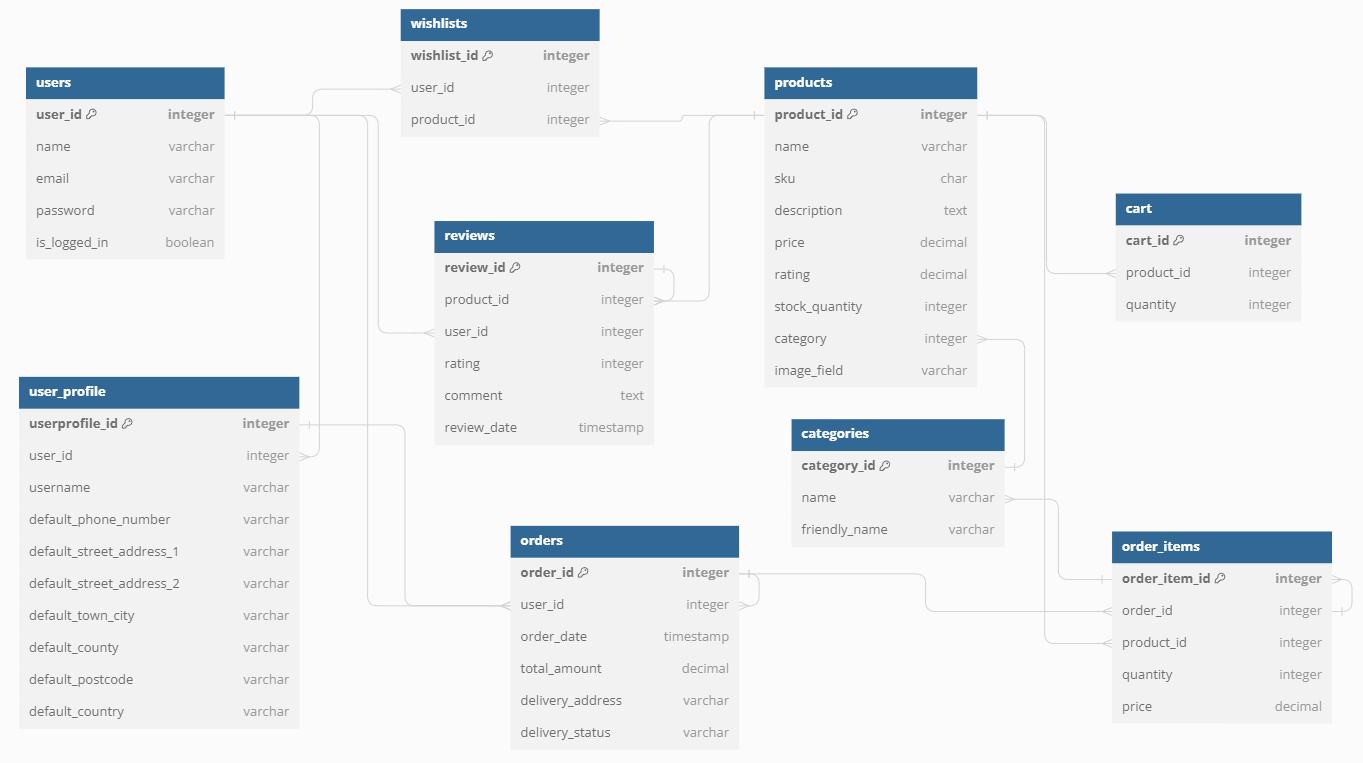 wishlists
wishlist_id integer
user_id integer
product_id integer
users
user_id integer
name varchar
email varchar
password varchar
is_logged_in boolean
products
product_id integer
name varchar
sku char
description text
price decimal
rating decimal
stock_quantity integer
category integer
image_field varchar
cart
cart_id integer
product_id integer
quantity integer
reviews
review_id integer
product_id integer
user_id integer
rating integer
comment text
review_date timestamp
user_profile
userprofile_id integer
user_id integer
username varchar
default_phone_number varchar
default_street_address_1 varchar
default_street_address_2 varchar
default_town_city varchar
default_county varchar
default_postcode varchar
default_country varchar
categories
category_id integer
name varchar
friendly_name varchar
orders
order_id integer
user_id integer
order_date timestamp
total_amount decimal
delivery_address varchar
delivery_status varchar
order_items
order_item_id integer
order_id integer
product_id integer
quantity integer
price decimal